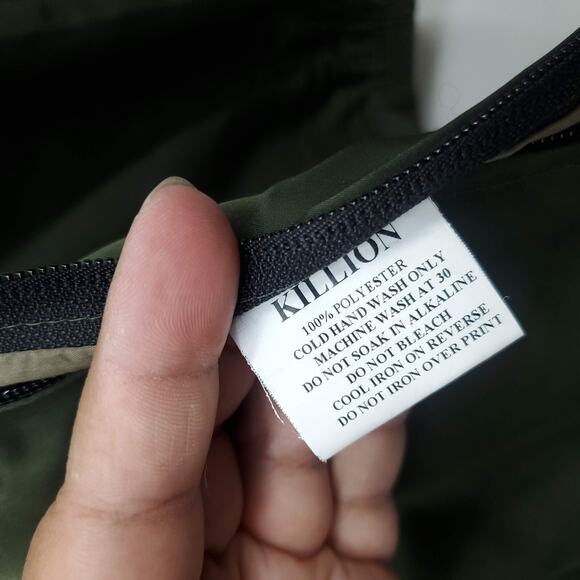 KILLION
100% POLYESTER
COLD HAND WASH ONLY
MACHINE WASH AT 30
DO NOT SOAK IN ALKALINE
DO NOT BLEACH
COOL IRON ON REVERSE
DO NOT IRON OVER PRINT